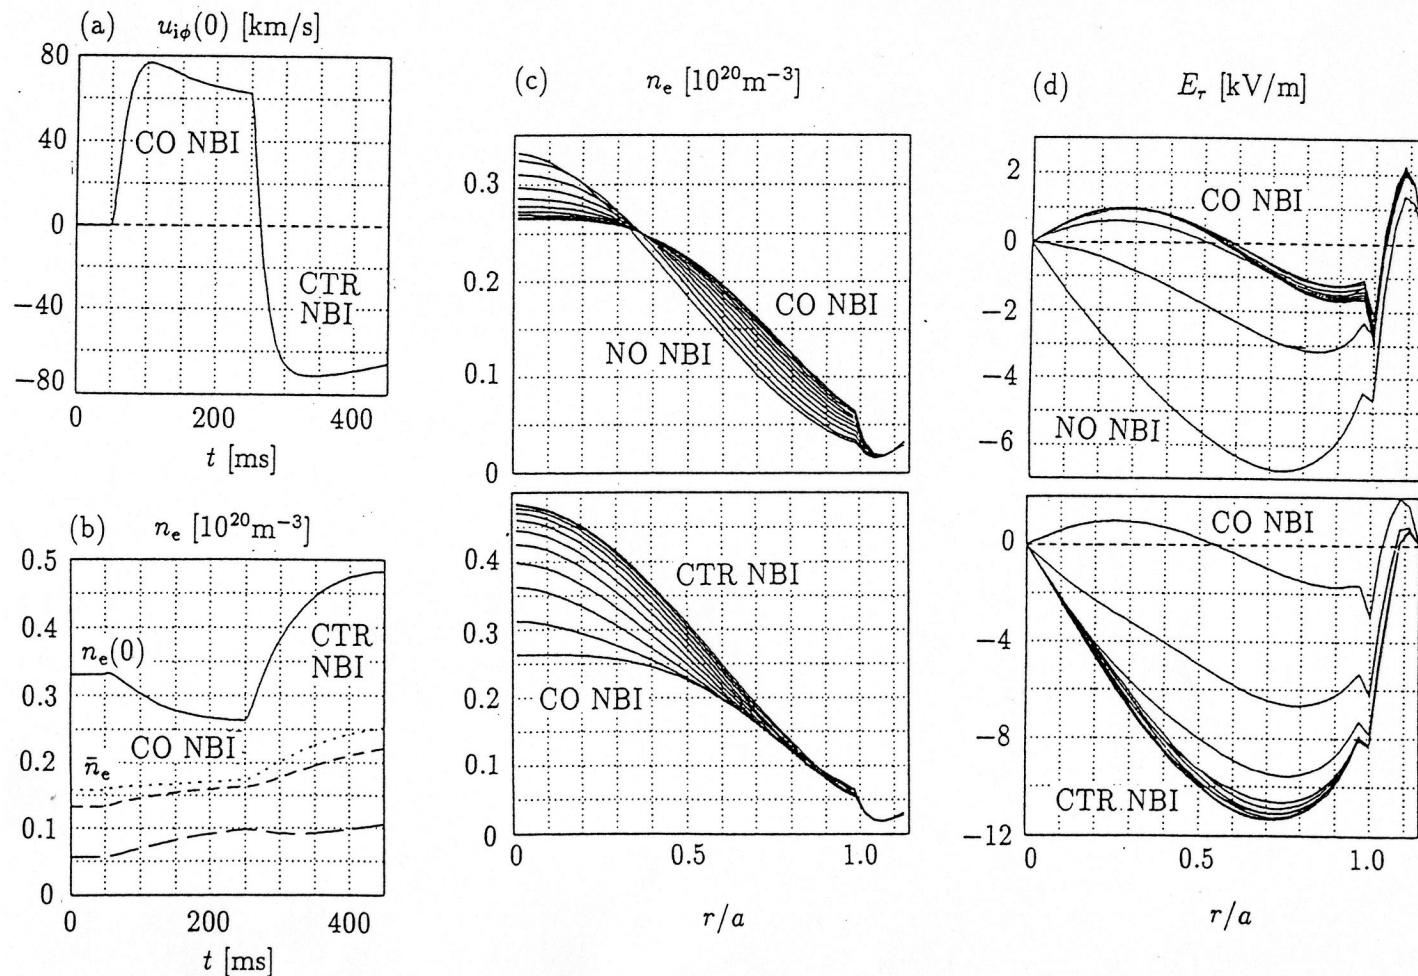 (a) u_iφ(0) [km/s]
80
40
0
−40
−80
CO NBI
CTR
NBI
0 200 400
t [ms]
(b) n_e [10^20 m^−3]
0.5
0.4
0.3
0.2
0.1
0
n_e(0)
CTR
NBI
CO NBI
n̄_e
0 200 400
t [ms]
(c) n_e [10^20 m^−3]
0.3
0.2
0.1
0
CO NBI
NO NBI
0.4
0.3
0.2
0.1
0
CTR NBI
CO NBI
0 0.5 1.0
r/a
(d) E_r [kV/m]
2
0
−2
−4
−6
CO NBI
NO NBI
0
−4
−8
−12
CO NBI
CTR NBI
0 0.5 1.0
r/a